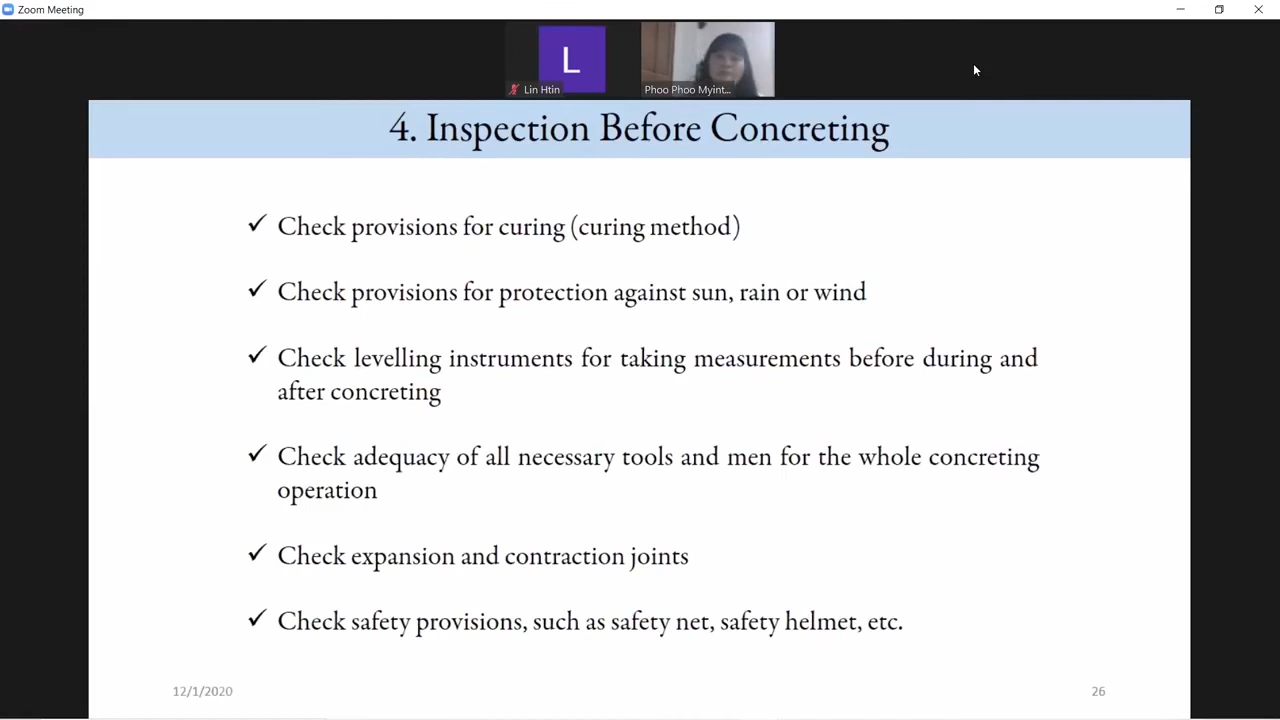 Zoom Meeting
L
Lin Htin
Phoo Phoo Myint...
4. Inspection Before Concreting
✓ Check provisions for curing (curing method)
✓ Check provisions for protection against sun, rain or wind
✓ Check levelling instruments for taking measurements before during and
after concreting
✓ Check adequacy of all necessary tools and men for the whole concreting
operation
✓ Check expansion and contraction joints
✓ Check safety provisions, such as safety net, safety helmet, etc.
12/1/2020
26